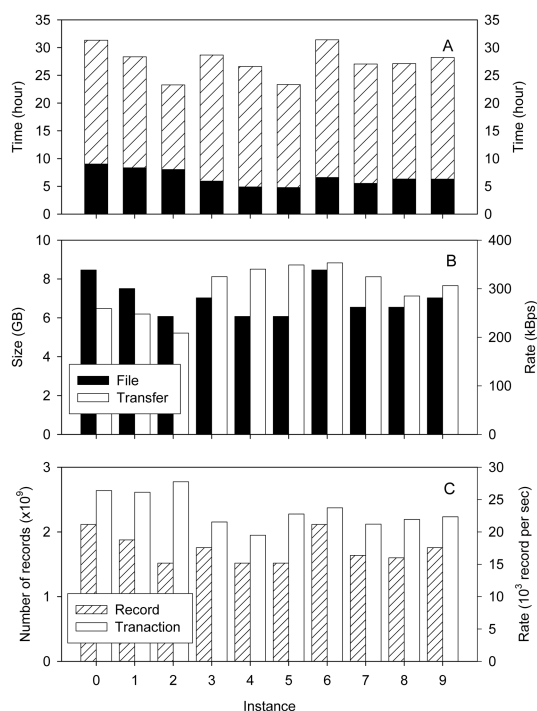 A
35
30
25
20
15
10
5
0
Time (hour)
35
30
25
20
15
10
5
0
Time (hour)
B
10
8
6
4
2
0
Size (GB)
400
300
200
100
0
Rate (kBps)
File
Transfer
C
3
2
1
0
Number of records (x10⁹)
30
25
20
15
10
5
0
Rate (10³ record per sec)
Record
Tranaction
0 1 2 3 4 5 6 7 8 9
Instance